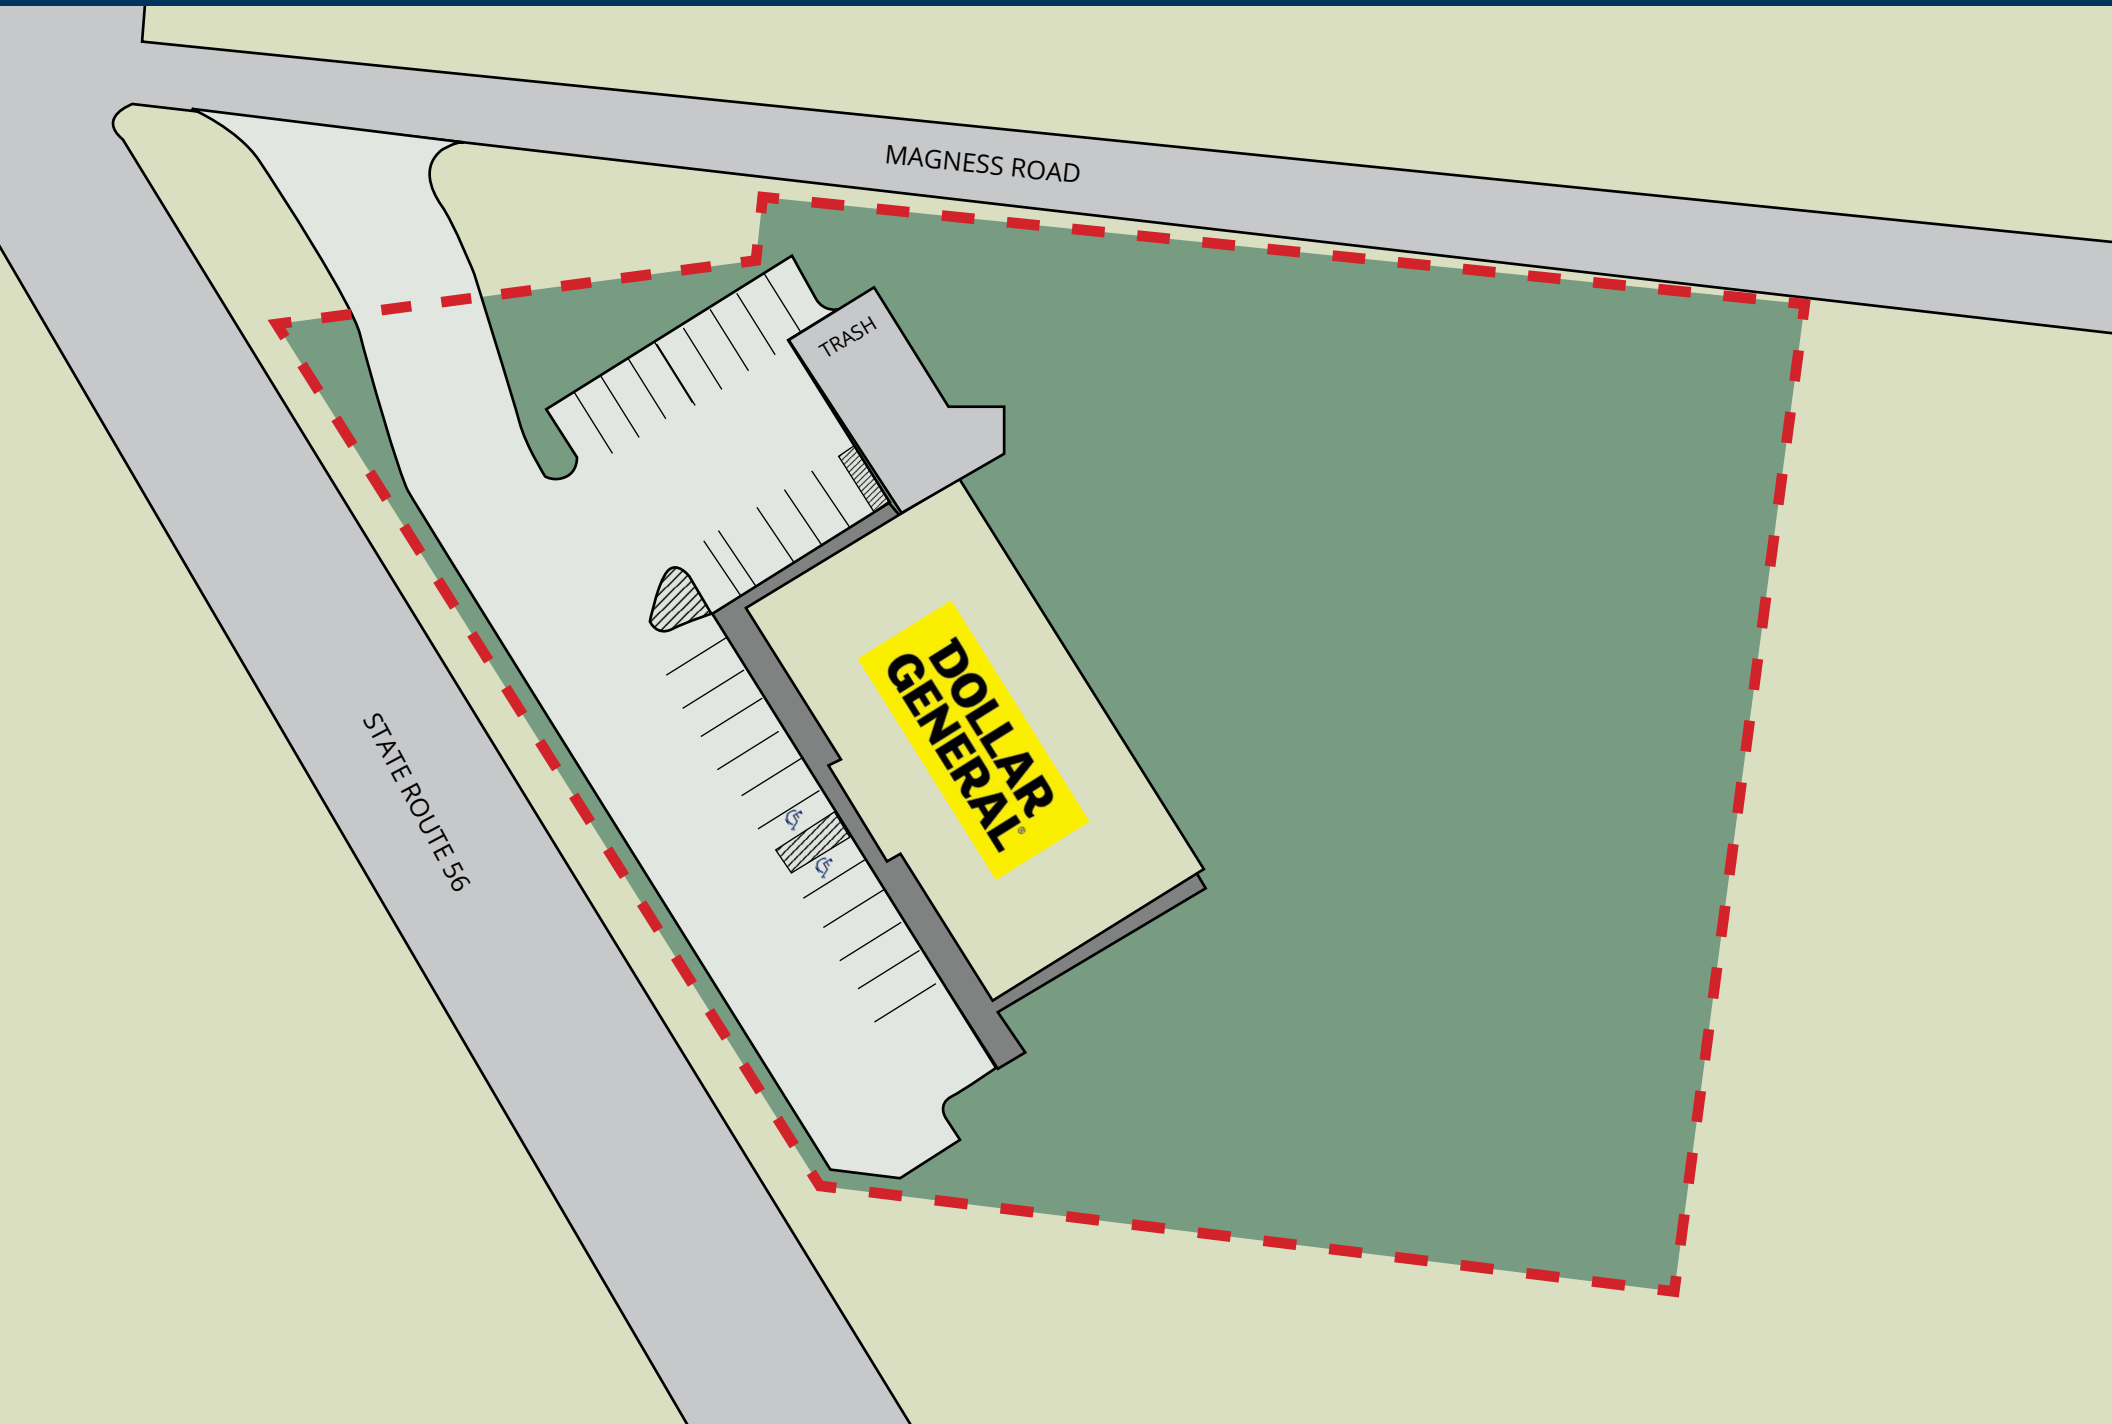 MAGNESS ROAD
TRASH
DOLLAR
GENERAL®
STATE ROUTE 56